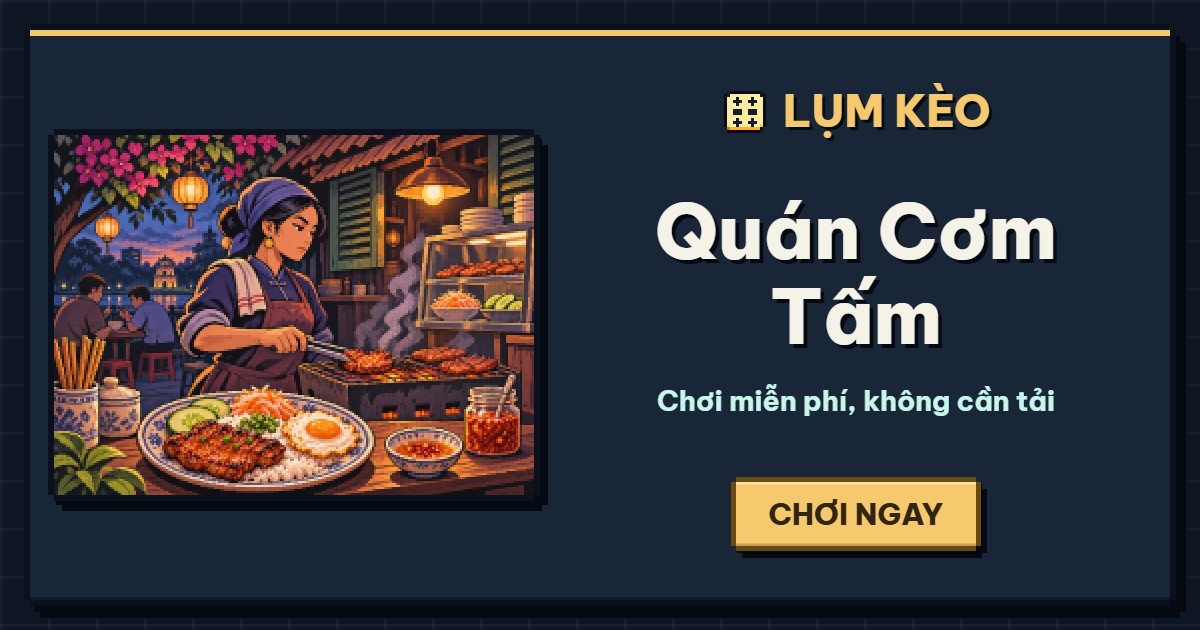 LỤM KÈO
Quán Cơm
Tấm
Chơi miễn phí, không cần tải
CHƠI NGAY